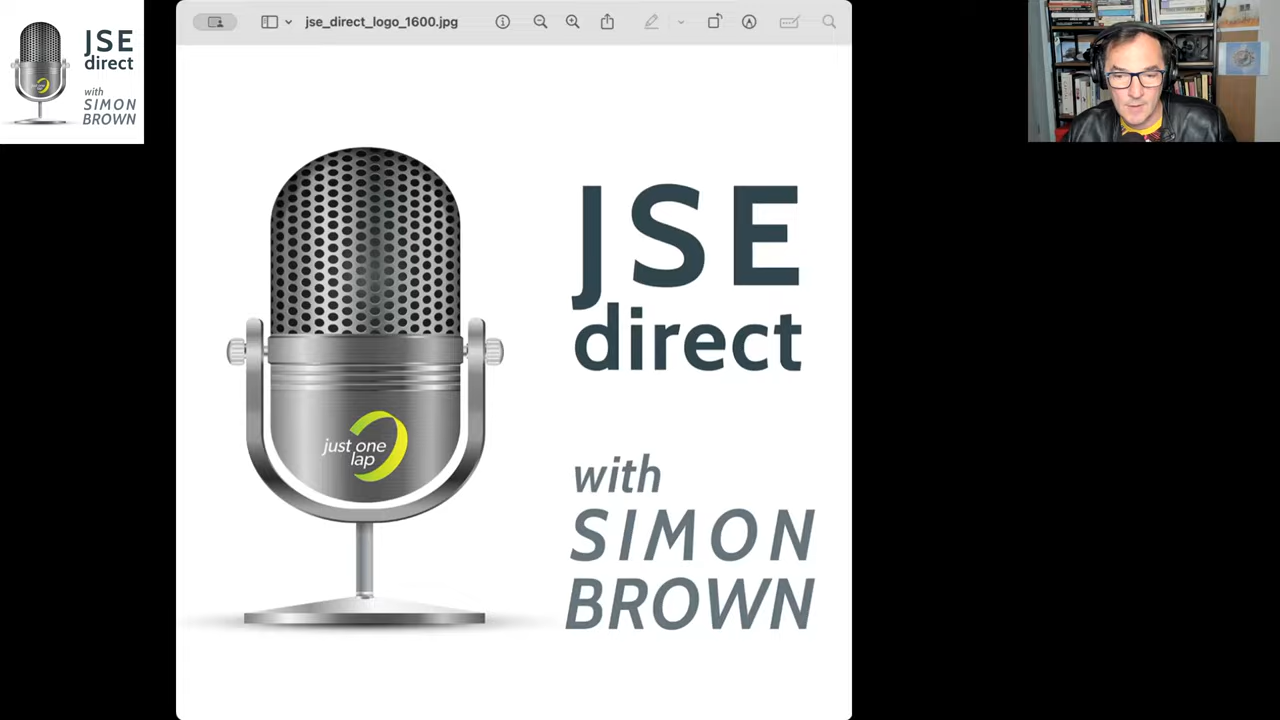 JSE
direct
with
SIMON
BROWN
jse_direct_logo_1600.jpg
JSE
direct
just one
lap
with
SIMON
BROWN